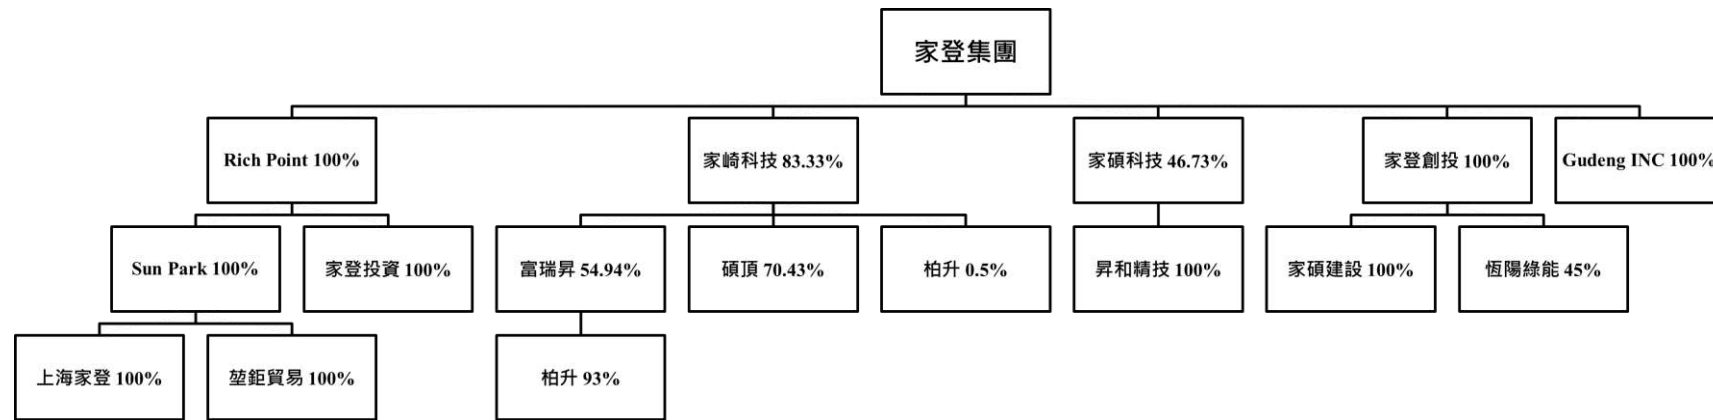 家登集團
Rich Point 100%
家崎科技 83.33%
家碩科技 46.73%
家登創投 100%
Gudeng INC 100%
Sun Park 100%
家登投資 100%
富瑞昇 54.94%
碩頂 70.43%
柏升 0.5%
昇和精技 100%
家碩建設 100%
恆陽綠能 45%
上海家登 100%
堃鉅貿易 100%
柏升 93%